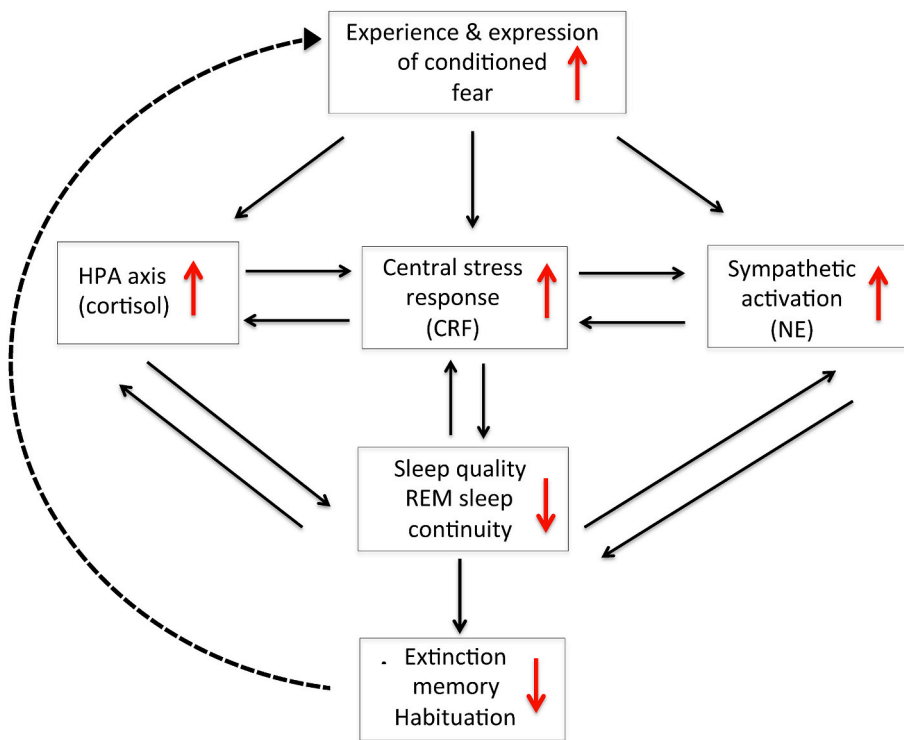 Experience & expression
of conditioned
fear
HPA axis
(cortisol)
Central stress
response
(CRF)
Sympathetic
activation
(NE)
Sleep quality
REM sleep
continuity
Extinction
memory
Habituation